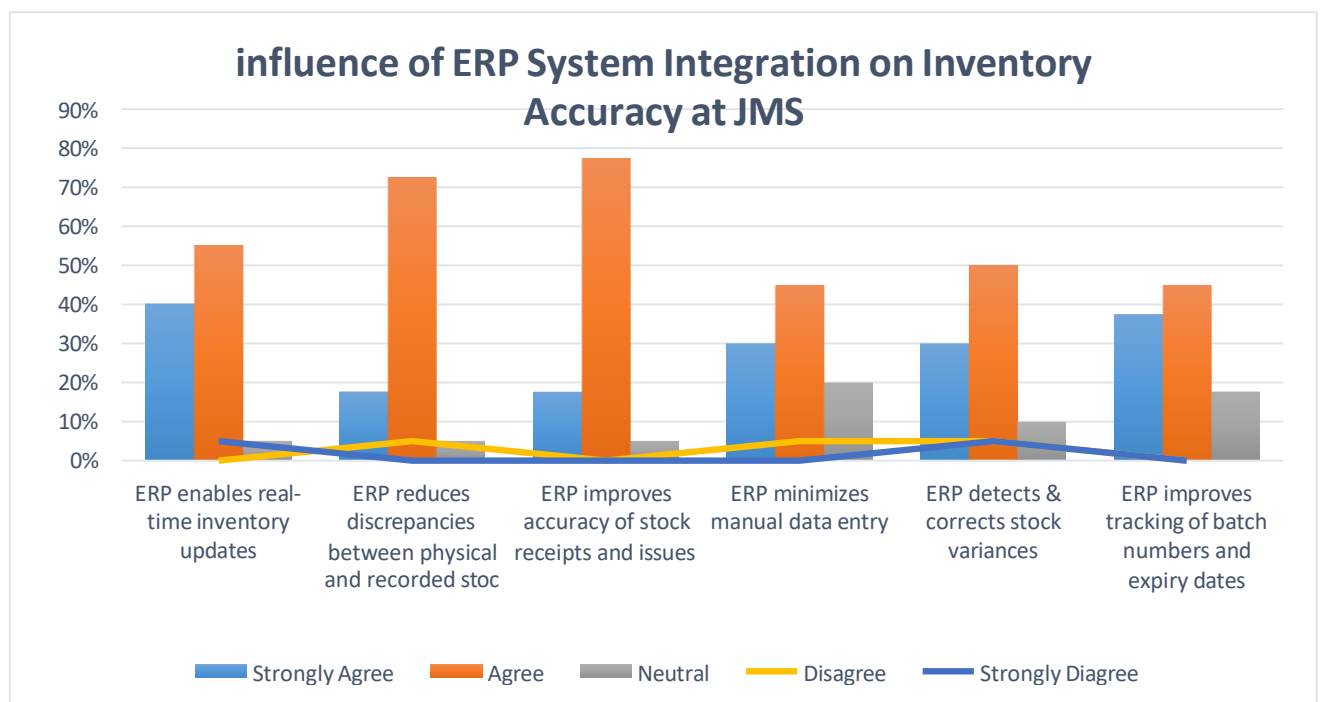 influence of ERP System Integration on Inventory
Accuracy at JMS
90%
80%
70%
60%
50%
40%
30%
20%
10%
0%
ERP enables real-
time inventory
updates
ERP reduces
discrepancies
between physical
and recorded stoc
ERP improves
accuracy of stock
receipts and issues
ERP minimizes
manual data entry
ERP detects &
corrects stock
variances
ERP improves
tracking of batch
numbers and
expiry dates
Strongly Agree
Agree
Neutral
Disagree
Strongly Diagree